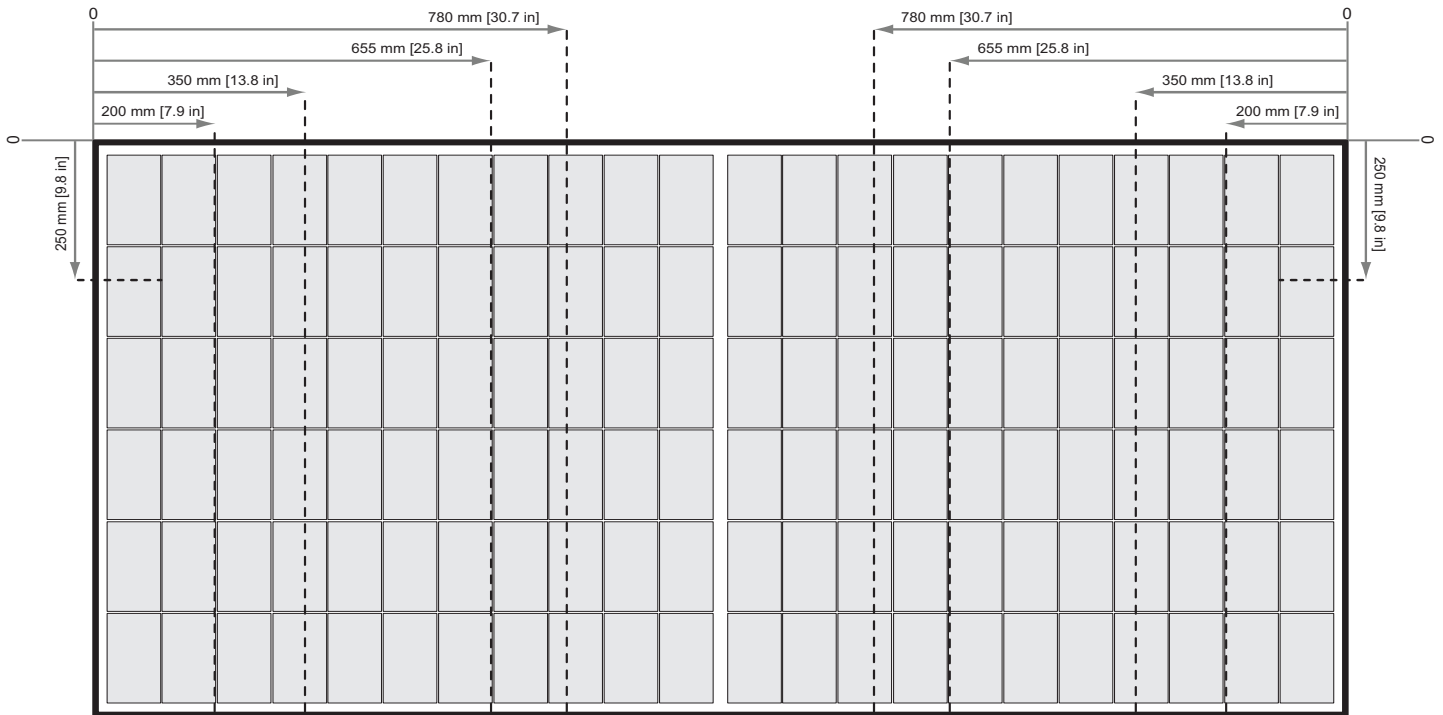 0
0
780 mm [30.7 in]
780 mm [30.7 in]
655 mm [25.8 in]
655 mm [25.8 in]
350 mm [13.8 in]
350 mm [13.8 in]
200 mm [7.9 in]
200 mm [7.9 in]
0
0
250 mm [9.8 in]
250 mm [9.8 in]